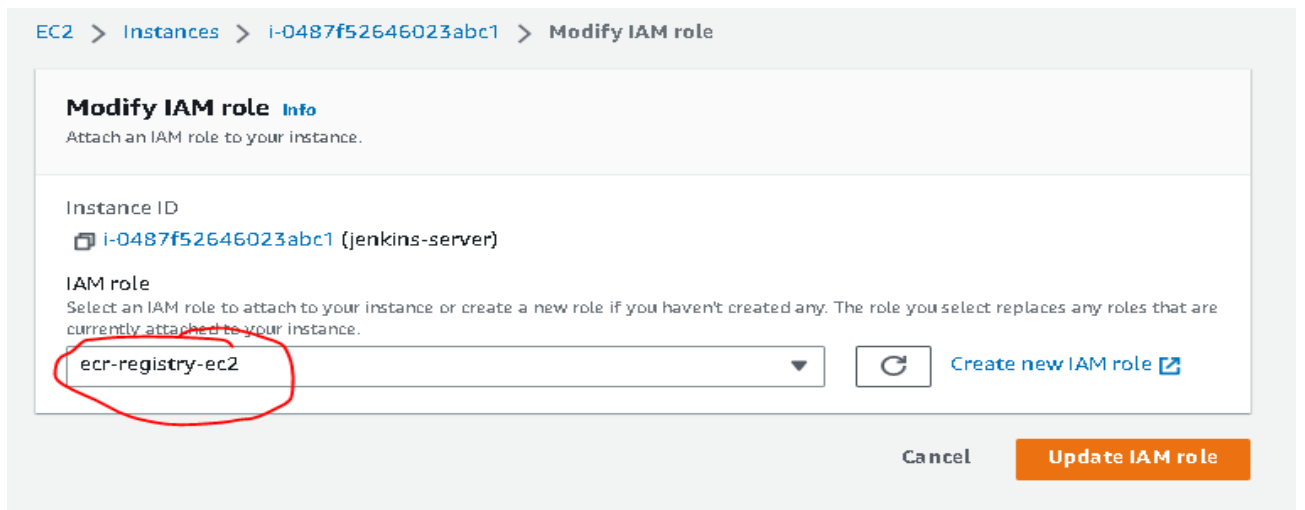 EC2 > Instances > i-0487f52646023abc1 > Modify IAM role
Modify IAM role Info
Attach an IAM role to your instance.
Instance ID
i-0487f52646023abc1 (jenkins-server)
IAM role
Select an IAM role to attach to your instance or create a new role if you haven't created any. The role you select replaces any roles that are
currently attached to your instance.
ecr-registry-ec2
Create new IAM role
Cancel Update IAM role